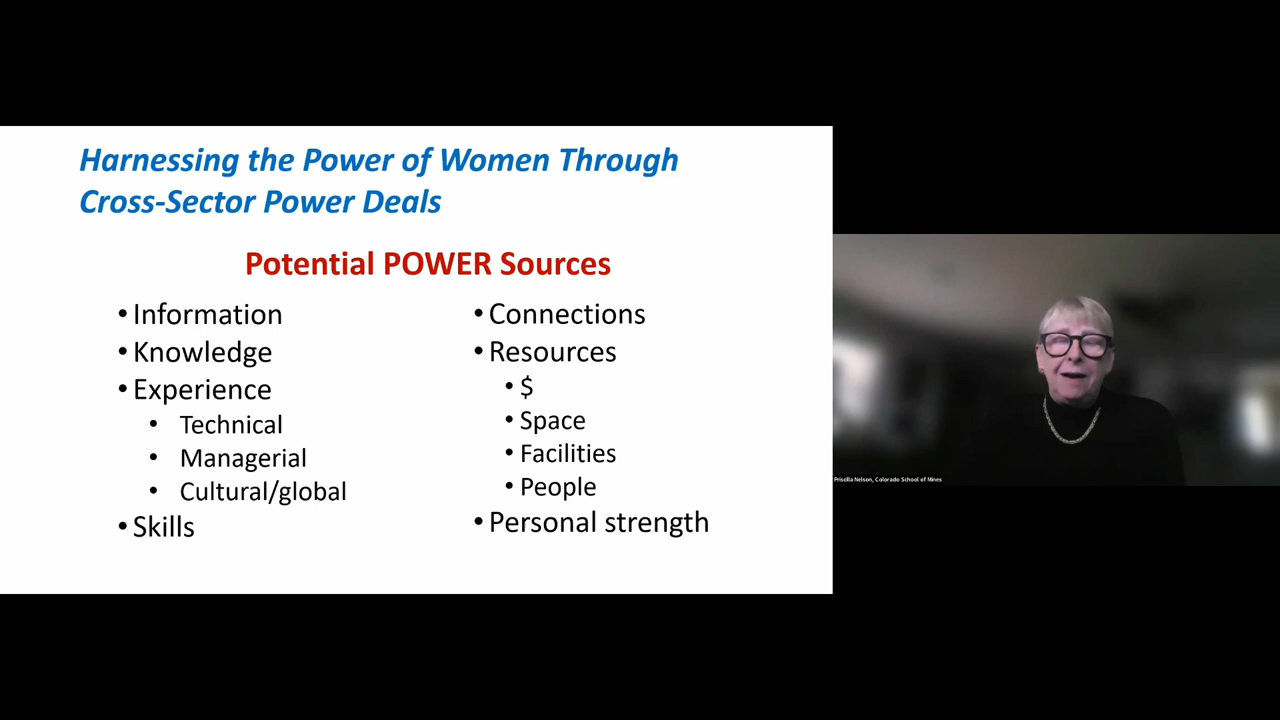 Harnessing the Power of Women Through
Cross-Sector Power Deals
Potential POWER Sources
•Information
•Knowledge
•Experience
• Technical
• Managerial
• Cultural/global
•Skills
•Connections
•Resources
•$
•Space
•Facilities
•People
•Personal strength
Priscilla Nelson, Colorado School of Mines